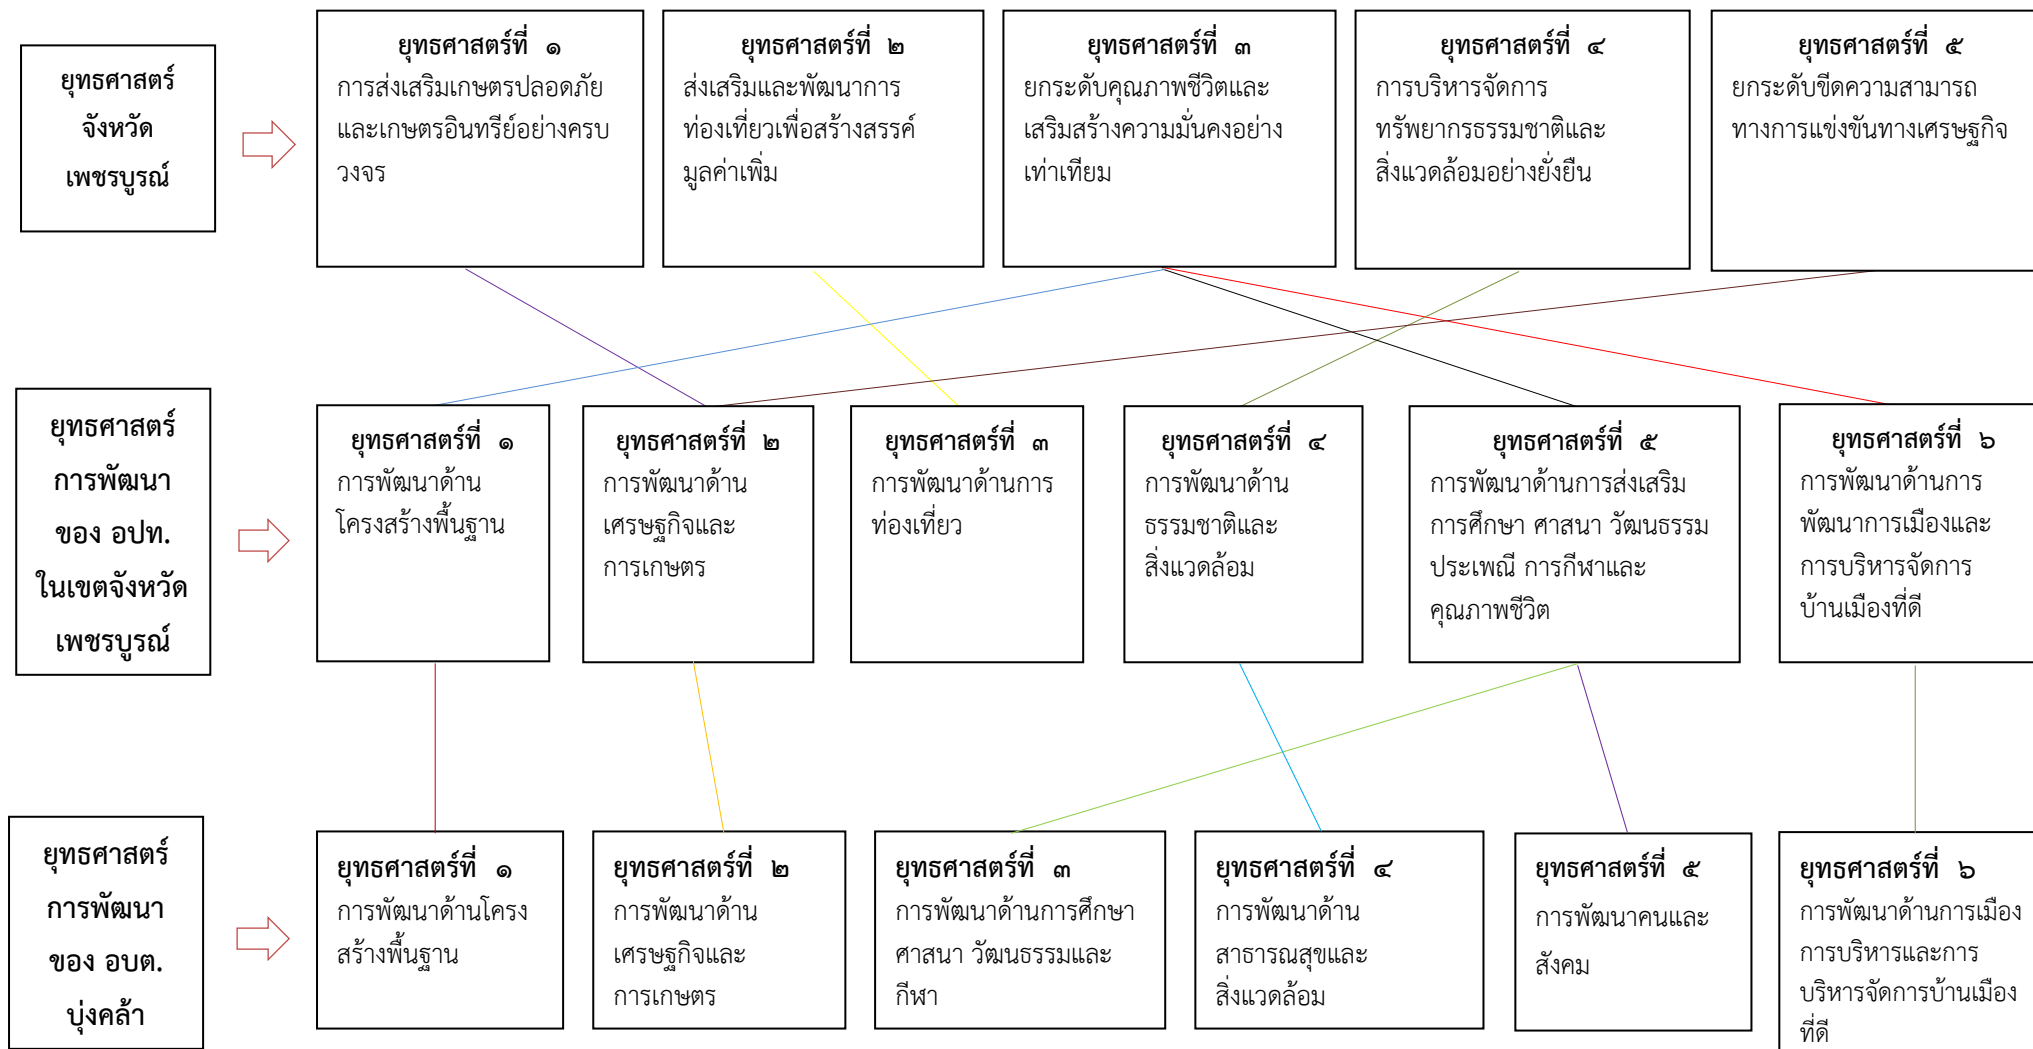 ยุทธศาสตร์
จังหวัด
เพชรบูรณ์
ยุทธศาสตร์ที่ ๑
การส่งเสริมเกษตรปลอดภัย
และเกษตรอินทรีย์อย่างครบ
วงจร
ยุทธศาสตร์ที่ ๒
ส่งเสริมและพัฒนาการ
ท่องเที่ยวเพื่อสร้างสรรค์
มูลค่าเพิ่ม
ยุทธศาสตร์ที่ ๓
ยกระดับคุณภาพชีวิตและ
เสริมสร้างความมั่นคงอย่าง
เท่าเทียม
ยุทธศาสตร์ที่ ๔
การบริหารจัดการ
ทรัพยากรธรรมชาติและ
สิ่งแวดล้อมอย่างยั่งยืน
ยุทธศาสตร์ที่ ๕
ยกระดับขีดความสามารถ
ทางการแข่งขันทางเศรษฐกิจ
ยุทธศาสตร์
การพัฒนา
ของ อปท.
ในเขตจังหวัด
เพชรบูรณ์
ยุทธศาสตร์ที่ ๑
การพัฒนาด้าน
โครงสร้างพื้นฐาน
ยุทธศาสตร์ที่ ๒
การพัฒนาด้าน
เศรษฐกิจและ
การเกษตร
ยุทธศาสตร์ที่ ๓
การพัฒนาด้านการ
ท่องเที่ยว
ยุทธศาสตร์ที่ ๔
การพัฒนาด้าน
ธรรมชาติและ
สิ่งแวดล้อม
ยุทธศาสตร์ที่ ๕
การพัฒนาด้านการส่งเสริม
การศึกษา ศาสนา วัฒนธรรม
ประเพณี การกีฬาและ
คุณภาพชีวิต
ยุทธศาสตร์ที่ ๖
การพัฒนาด้านการ
พัฒนาการเมืองและ
การบริหารจัดการ
บ้านเมืองที่ดี
ยุทธศาสตร์
การพัฒนา
ของ อบต.
บุ่งคล้า
ยุทธศาสตร์ที่ ๑
การพัฒนาด้านโครง
สร้างพื้นฐาน
ยุทธศาสตร์ที่ ๒
การพัฒนาด้าน
เศรษฐกิจและ
การเกษตร
ยุทธศาสตร์ที่ ๓
การพัฒนาด้านการศึกษา
ศาสนา วัฒนธรรมและ
กีฬา
ยุทธศาสตร์ที่ ๔
การพัฒนาด้าน
สาธารณสุขและ
สิ่งแวดล้อม
ยุทธศาสตร์ที่ ๕
การพัฒนาคนและ
สังคม
ยุทธศาสตร์ที่ ๖
การพัฒนาด้านการเมือง
การบริหารและการ
บริหารจัดการบ้านเมือง
ที่ดี